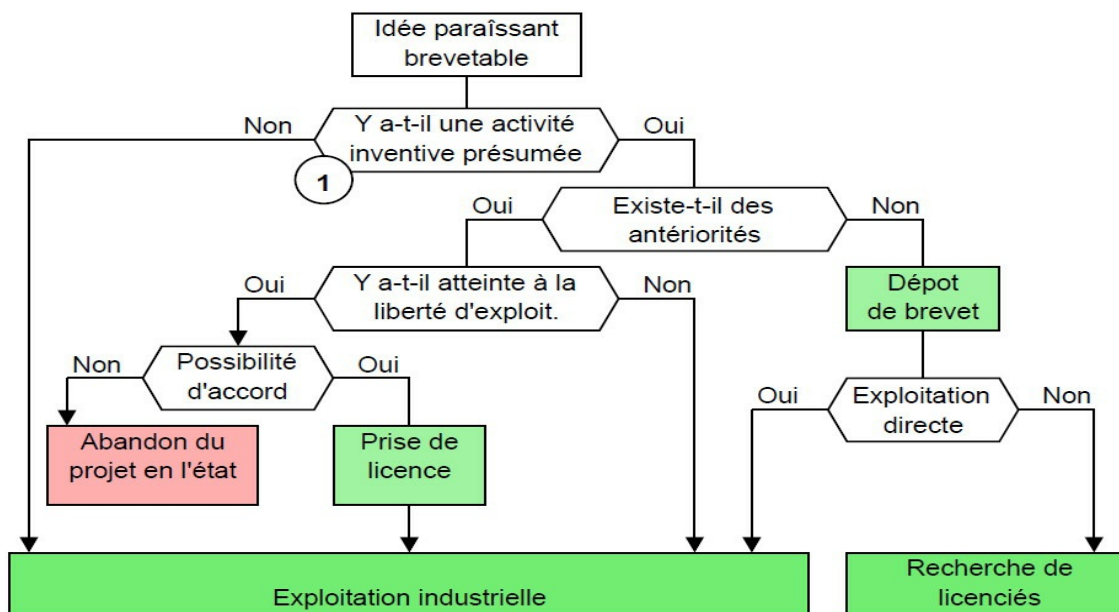 Idée paraîssant
brevetable
Non
Y a-t-il une activité
inventive présumée
Oui
1
Oui
Existe-t-il des
antériorités
Non
Oui
Y a-t-il atteinte à la
liberté d'exploit.
Non
Dépot
de brevet
Non
Possibilité
d'accord
Oui
Oui
Exploitation
directe
Non
Abandon du
projet en l'état
Prise de
licence
Exploitation industrielle
Recherche de
licenciés